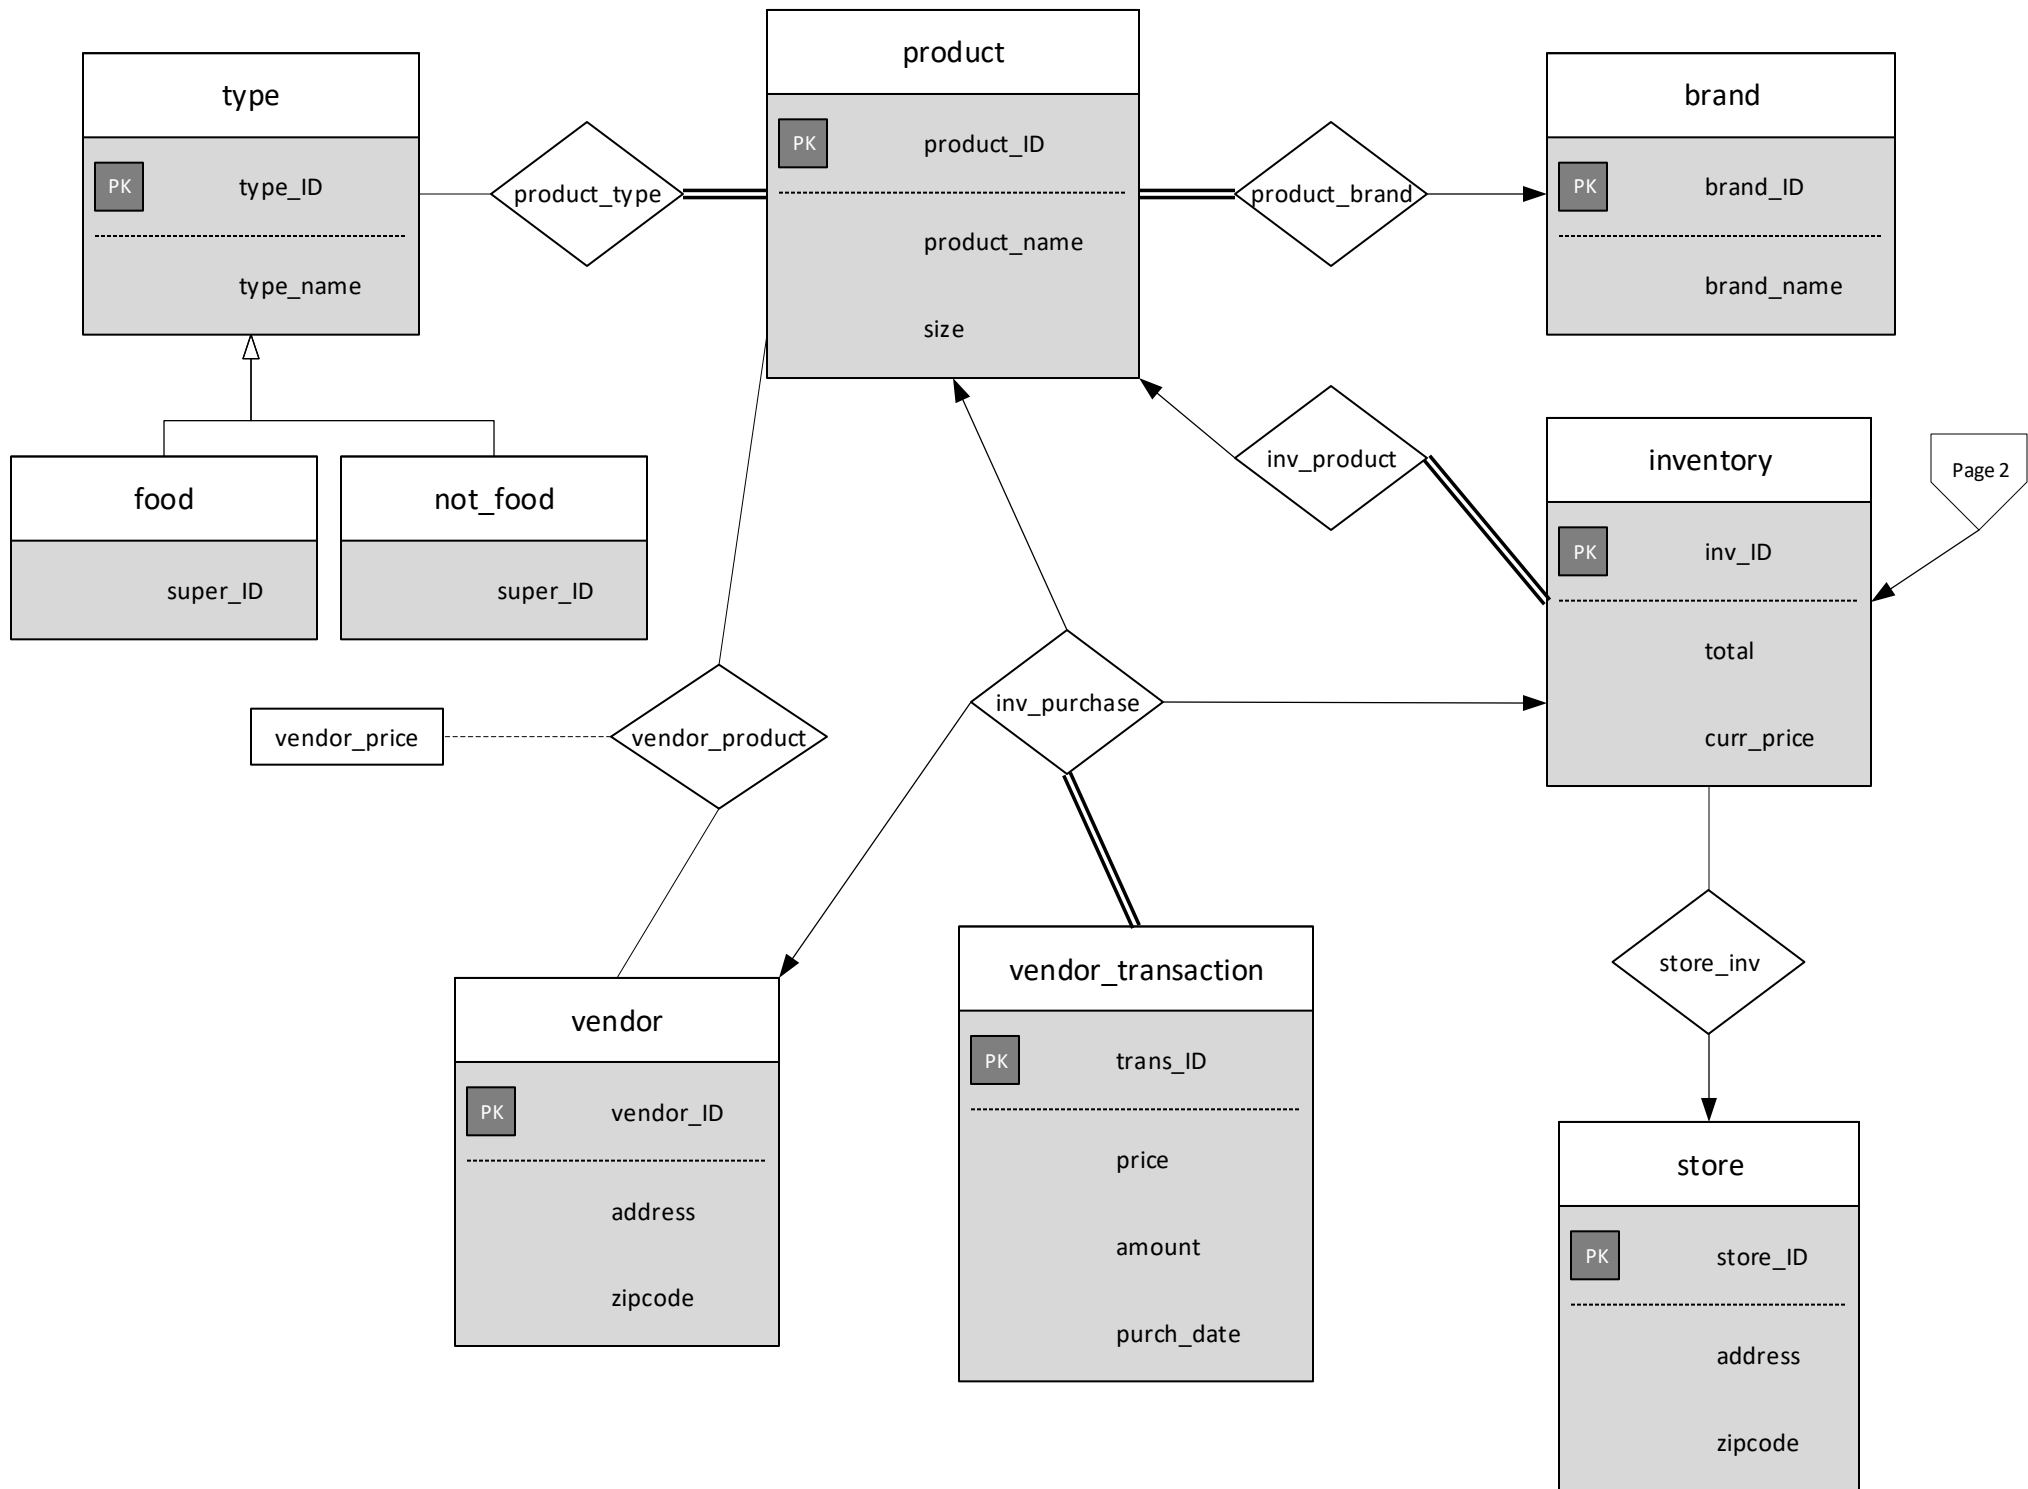 product
PK product_ID
product_name
size
type
PK type_ID
type_name
product_type
product_brand
brand
PK brand_ID
brand_name
food
super_ID
not_food
super_ID
inv_product
inventory
PK inv_ID
total
curr_price
Page 2
vendor_price
vendor_product
inv_purchase
store_inv
vendor
PK vendor_ID
address
zipcode
vendor_transaction
PK trans_ID
price
amount
purch_date
store
PK store_ID
address
zipcode